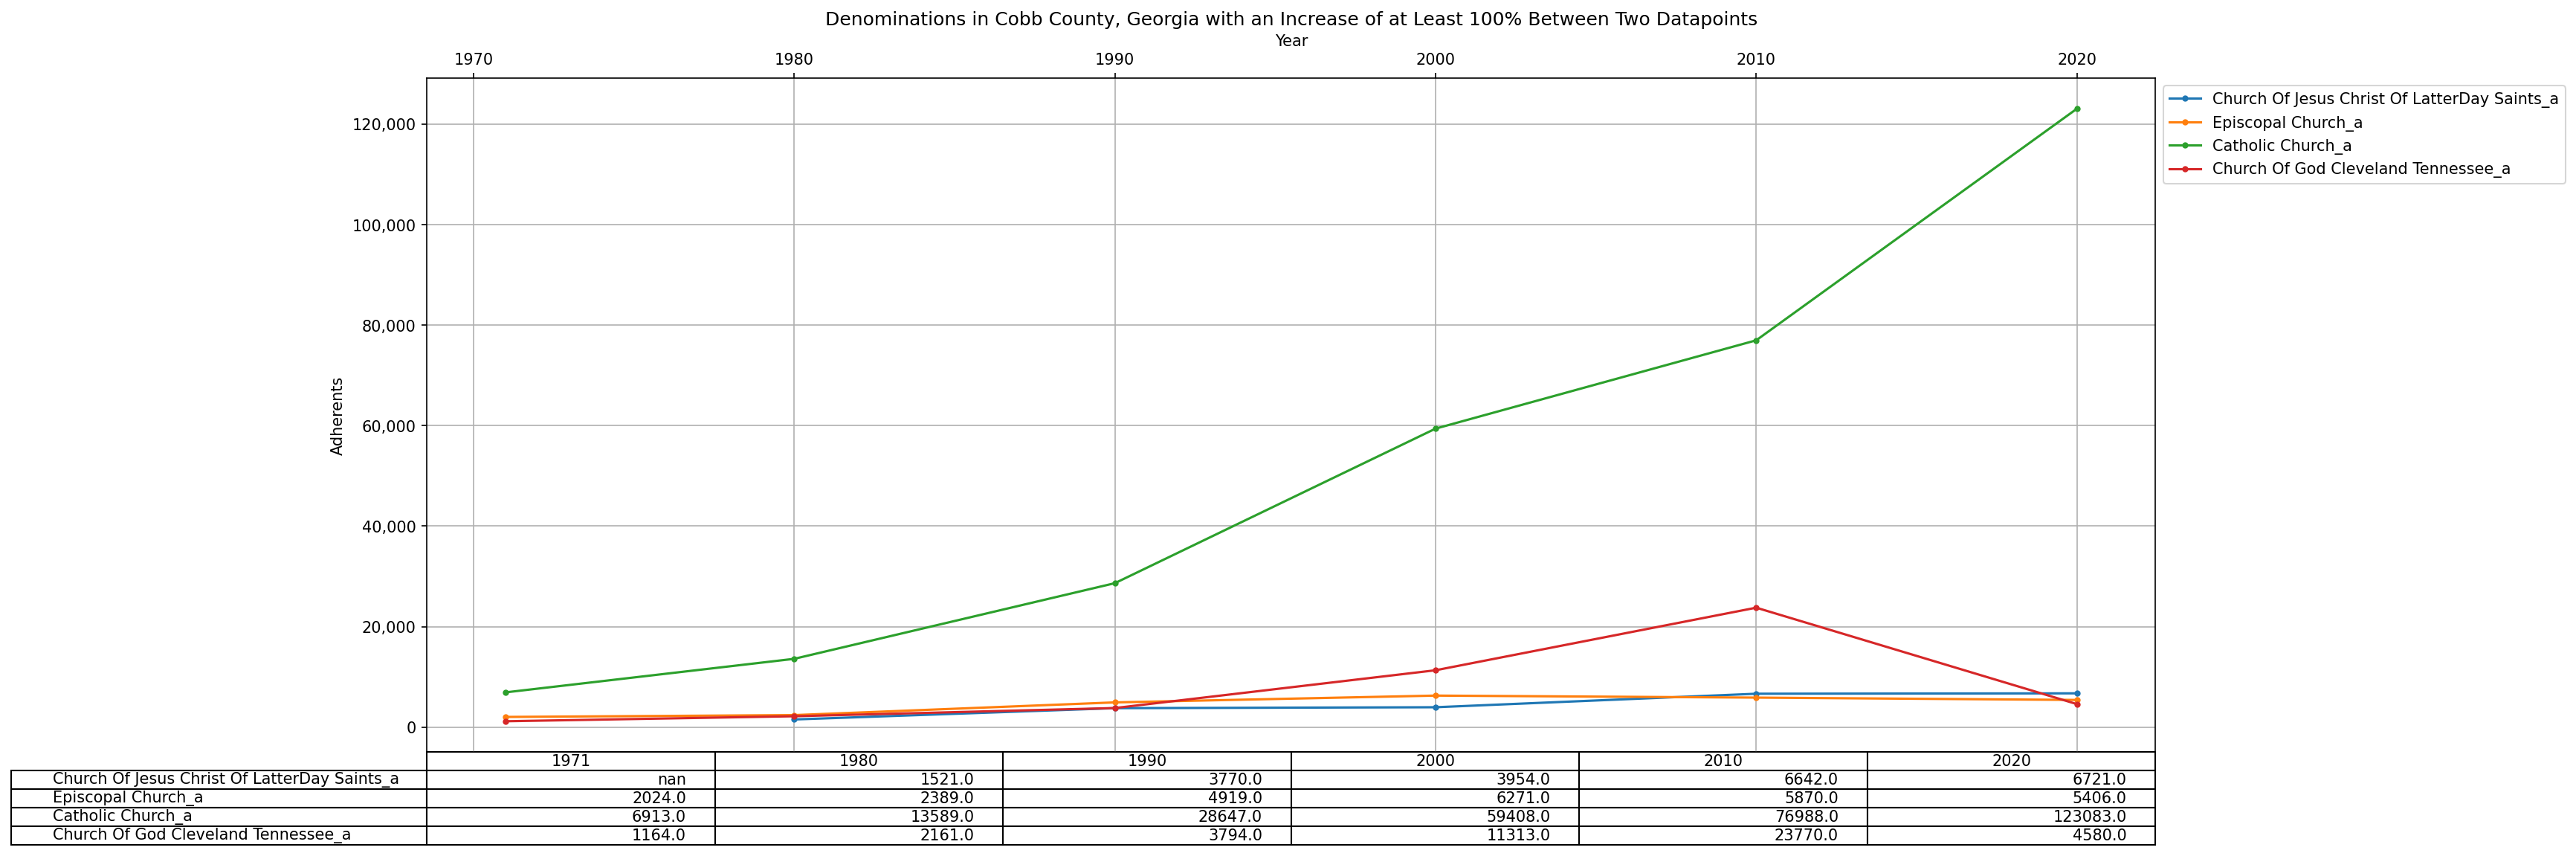 Denominations in Cobb County, Georgia with an Increase of at Least 100% Between Two Datapoints
Year
1970 1980 1990 2000 2010 2020
Church Of Jesus Christ Of LatterDay Saints_a
Episcopal Church_a
Catholic Church_a
Church Of God Cleveland Tennessee_a
120,000
100,000
80,000
60,000
40,000
20,000
0
Adherents
1971 1980 1990 2000 2010 2020
Church Of Jesus Christ Of LatterDay Saints_a nan 1521.0 3770.0 3954.0 6642.0 6721.0
Episcopal Church_a 2024.0 2389.0 4919.0 6271.0 5870.0 5406.0
Catholic Church_a 6913.0 13589.0 28647.0 59408.0 76988.0 123083.0
Church Of God Cleveland Tennessee_a 1164.0 2161.0 3794.0 11313.0 23770.0 4580.0